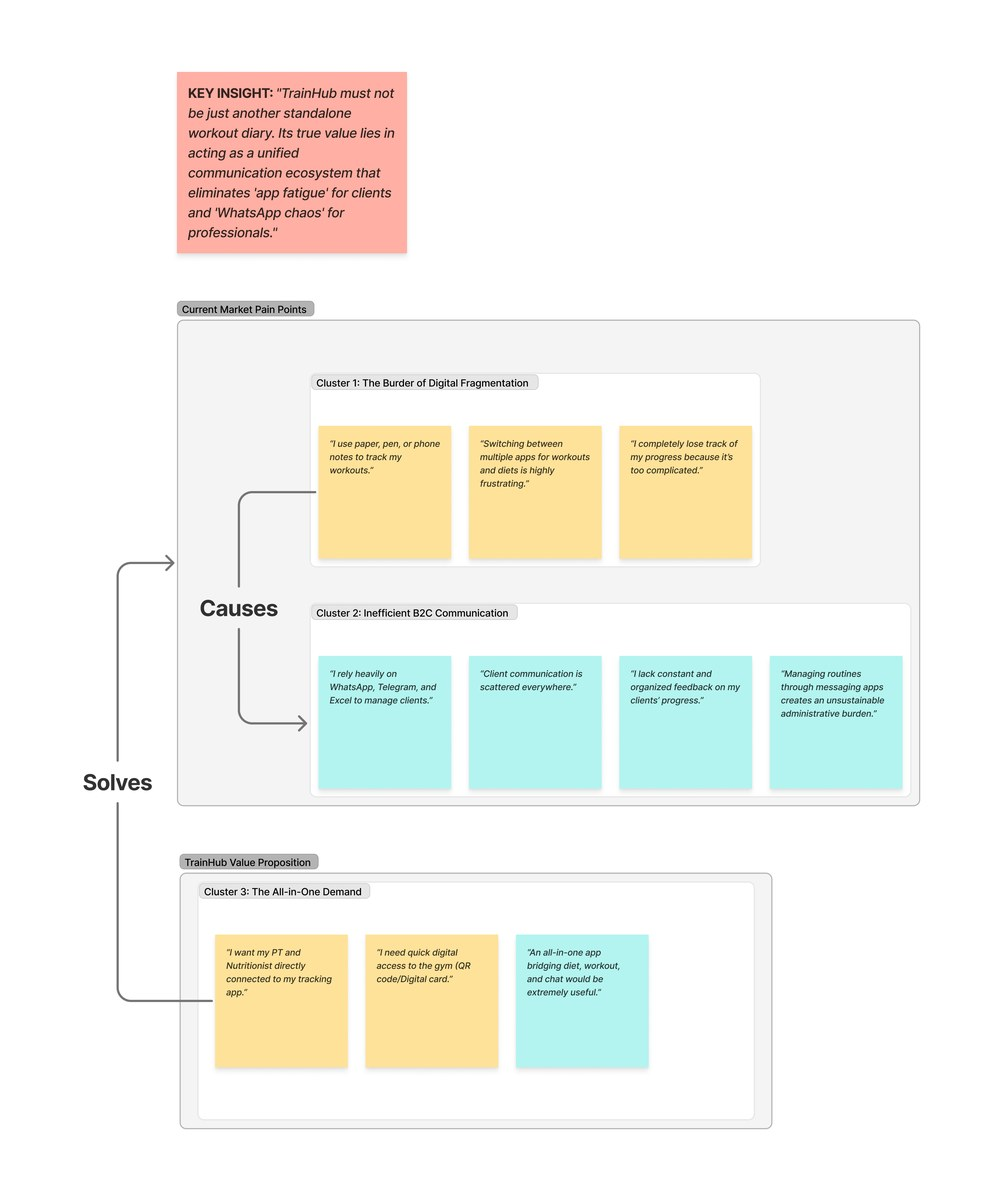 KEY INSIGHT: "TrainHub must not
be just another standalone
workout diary. Its true value lies in
acting as a unified
communication ecosystem that
eliminates 'app fatigue' for clients
and 'WhatsApp chaos' for
professionals."
Current Market Pain Points
Cluster 1: The Burder of Digital Fragmentation
“I use paper, pen, or phone
notes to track my
workouts.”
“Switching between
multiple apps for workouts
and diets is highly
frustrating.”
“I completely lose track of
my progress because it’s
too complicated.”
Causes
Cluster 2: Inefficient B2C Communication
“I rely heavily on
WhatsApp, Telegram, and
Excel to manage clients.”
“Client communication is
scattered everywhere.”
“I lack constant and
organized feedback on my
clients’ progress.”
“Managing routines
through messaging apps
creates an unsustainable
administrative burden.”
Solves
TrainHub Value Proposition
Cluster 3: The All-in-One Demand
“I want my PT and
Nutritionist directly
connected to my tracking
app.”
“I need quick digital
access to the gym (QR
code/Digital card.”
“An all-in-one app
bridging diet, workout,
and chat would be
extremely useful.”